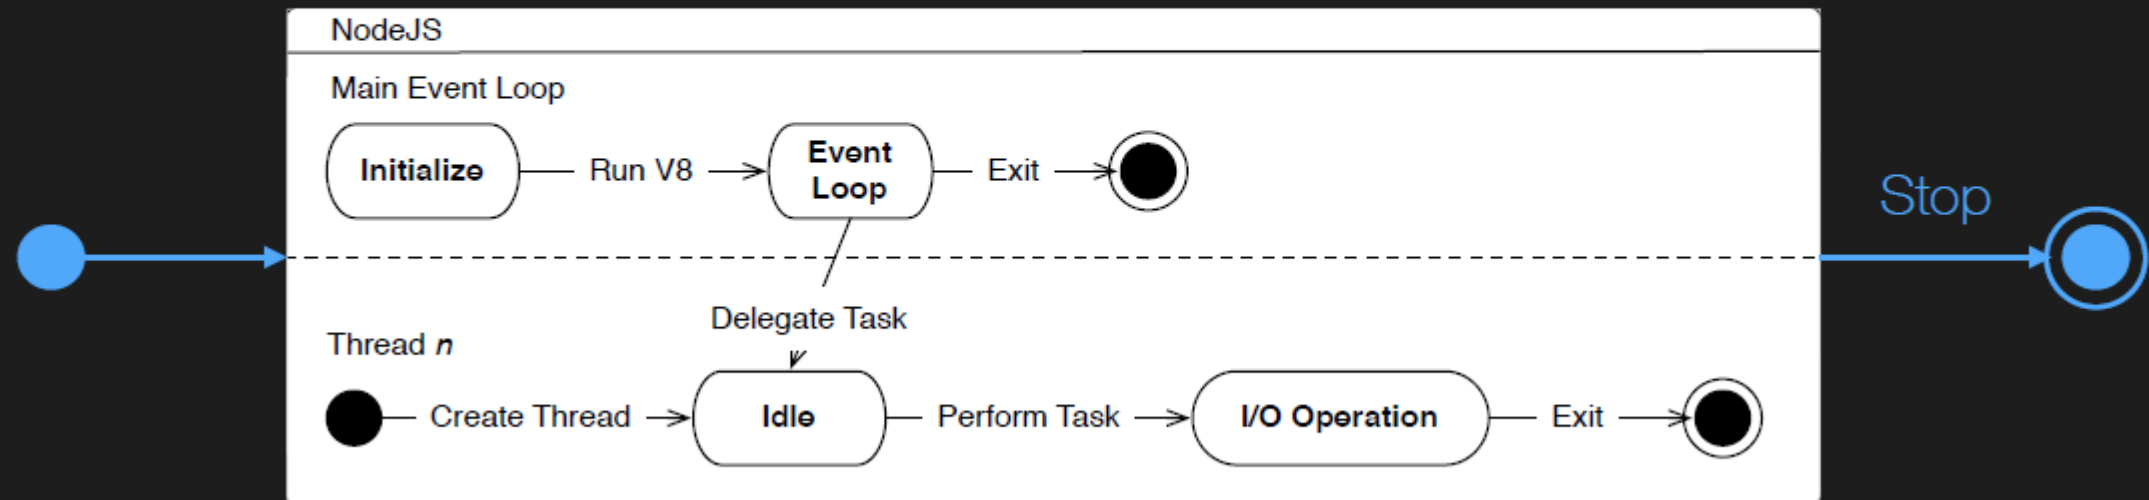 NodeJS
Main Event Loop
Initialize
Run V8
Event
Loop
Exit
Stop
Delegate Task
Thread n
Create Thread
Idle
Perform Task
I/O Operation
Exit